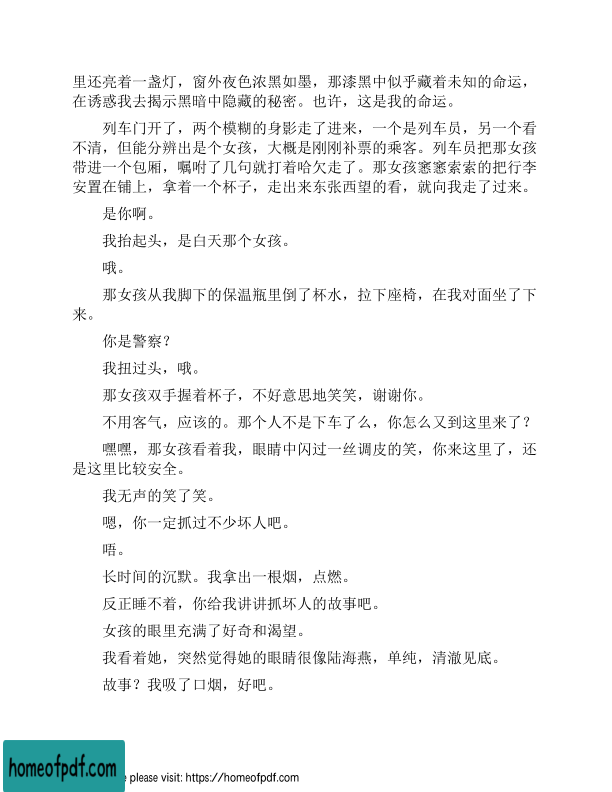 里还亮着一盏灯，窗外夜色浓黑如墨，那漆黑中似乎藏着未知的命运，
在诱惑我去揭示黑暗中隐藏的秘密。也许，这是我的命运。
列车门开了，两个模糊的身影走了进来，一个是列车员，另一个看
不清，但能分辨出是个女孩，大概是刚刚补票的乘客。列车员把那女孩
带进一个包厢，嘱咐了几句就打着哈欠走了。那女孩窸窸索索的把行李
安置在铺上，拿着一个杯子，走出来东张西望的看，就向我走了过来。
是你啊。
我抬起头，是白天那个女孩。
哦。
那女孩从我脚下的保温瓶里倒了杯水，拉下座椅，在我对面坐了下
来。
你是警察？
我扭过头，哦。
那女孩双手握着杯子，不好意思地笑笑，谢谢你。
不用客气，应该的。那个人不是下车了么，你怎么又到这里来了？
嘿嘿，那女孩看着我，眼睛中闪过一丝调皮的笑，你来这里了，还
是这里比较安全。
我无声的笑了笑。
嗯，你一定抓过不少坏人吧。
唔。
长时间的沉默。我拿出一根烟，点燃。
反正睡不着，你给我讲讲抓坏人的故事吧。
女孩的眼里充满了好奇和渴望。
我看着她，突然觉得她的眼睛很像陆海燕，单纯，清澈见底。
故事？我吸了口烟，好吧。
homeofpdf.com
e please visit: https://homeofpdf.com